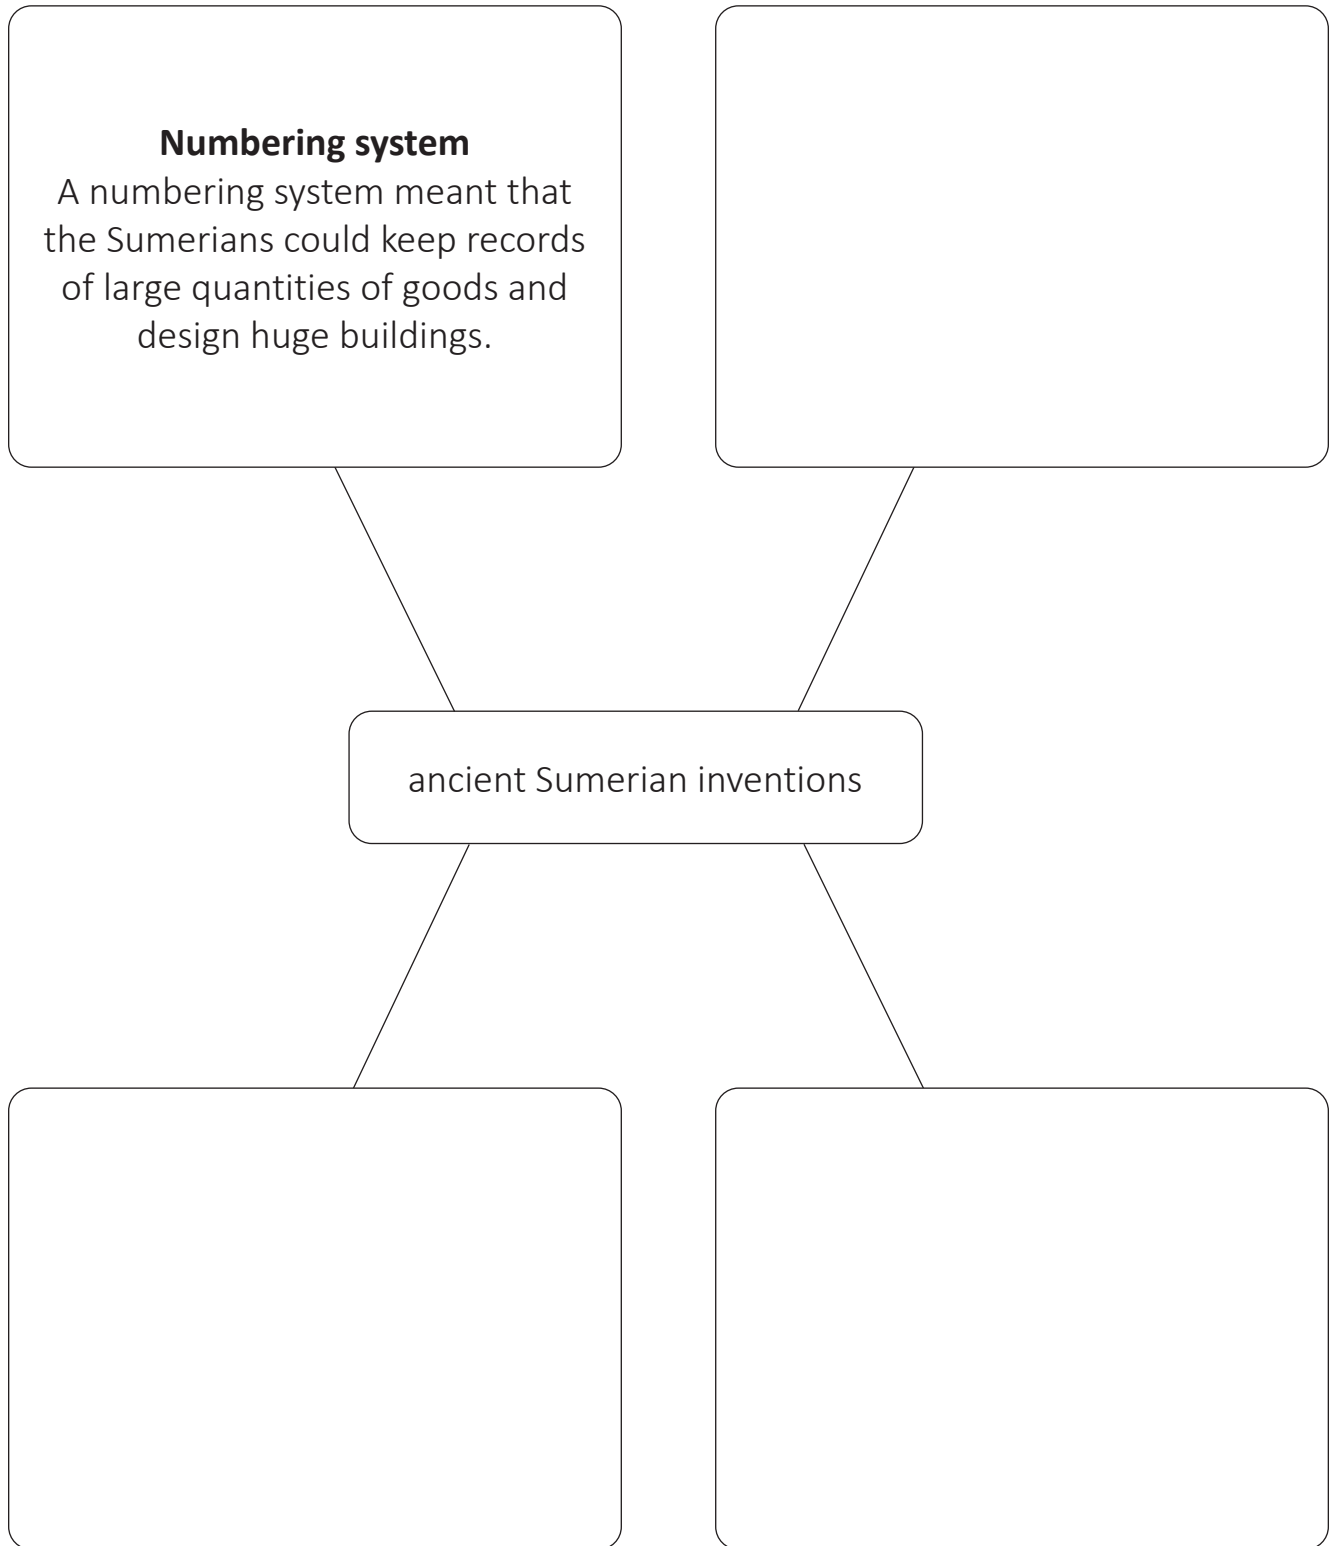 Numbering system
A numbering system meant that
the Sumerians could keep records
of large quantities of goods and
design huge buildings.
ancient Sumerian inventions